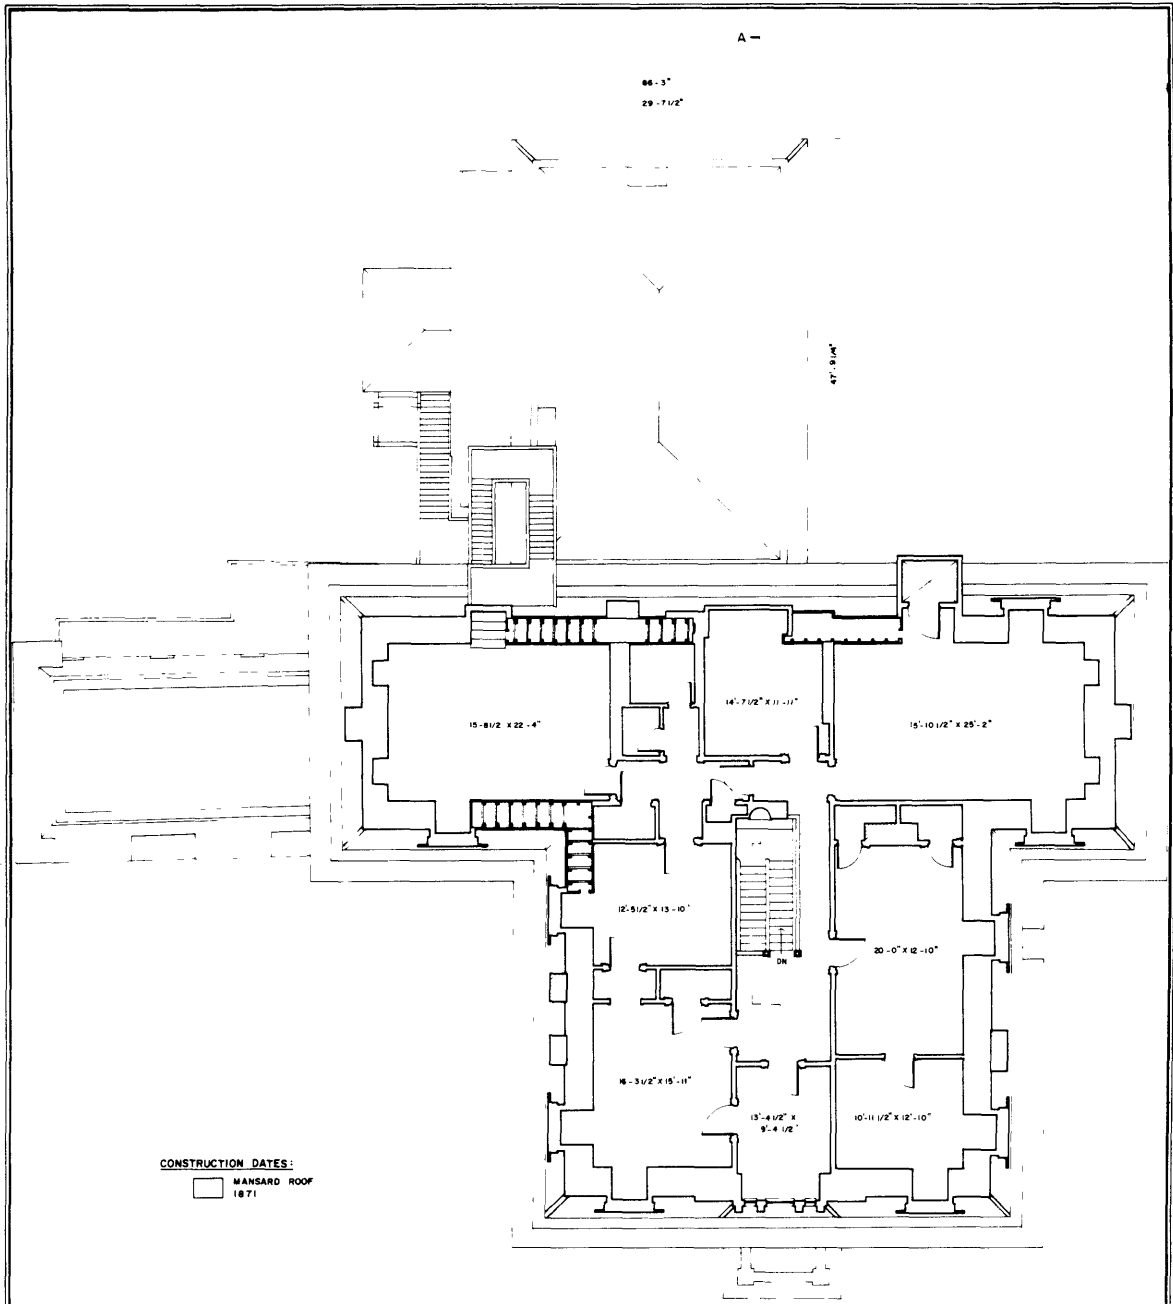 A –
86-3"
29-7 1/2"
47'-9 1/4"
14'-7 1/2" X 11-11"
15-8 1/2 X 22-4"
15'-10 1/2" X 25'-2"
12'-5 1/2" X 13-10'
20-0" X 12-10"
DN
16-3 1/2" X 15'-11"
13'-4 1/2" X
9'-4 1/2'
10'-11 1/2" X 12'-10"
CONSTRUCTION DATES:
MANSARD ROOF
1871